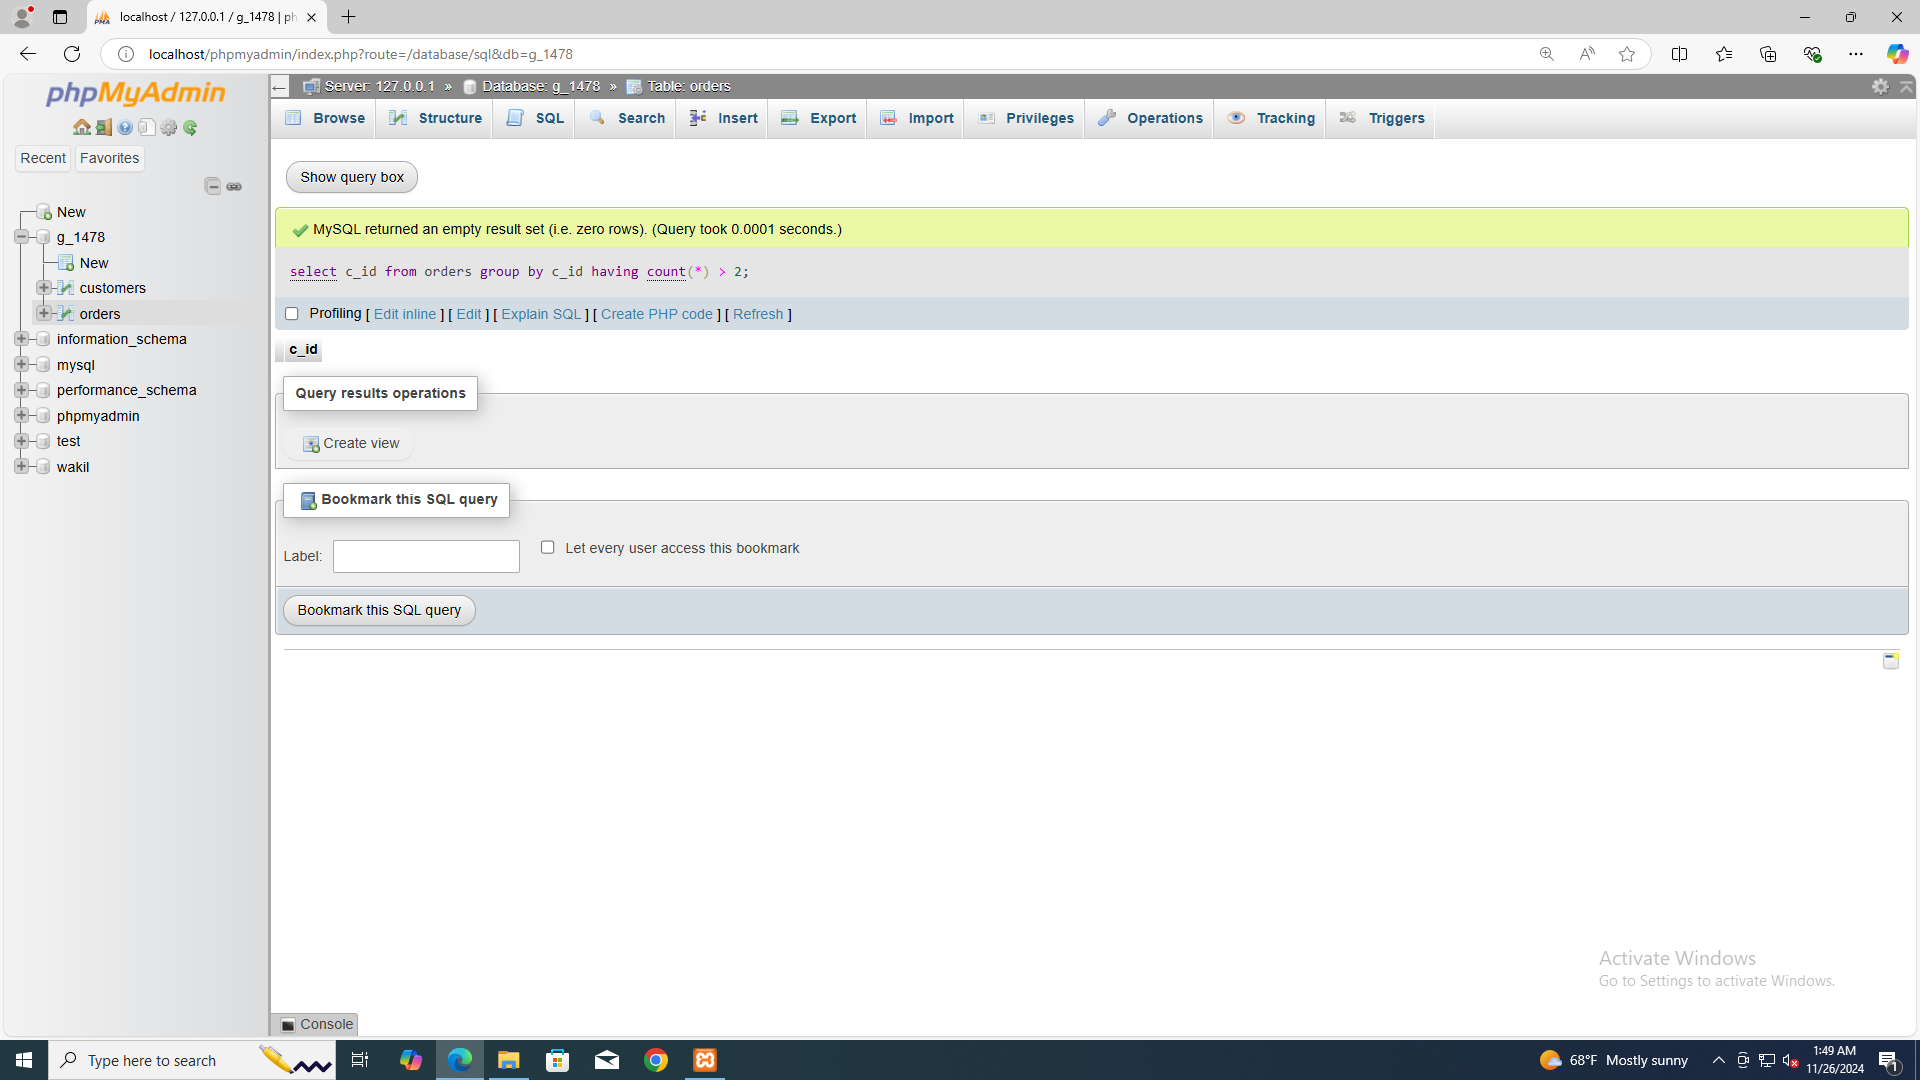 localhost / 127.0.0.1 / g_1478 | ph
localhost/phpmyadmin/index.php?route=/database/sql&db=g_1478
phpMyAdmin
Recent
Favorites
New
g_1478
New
customers
orders
information_schema
mysql
performance_schema
phpmyadmin
test
wakil
Server: 127.0.0.1 » Database: g_1478 » Table: orders
Browse
Structure
SQL
Search
Insert
Export
Import
Privileges
Operations
Tracking
Triggers
Show query box
MySQL returned an empty result set (i.e. zero rows). (Query took 0.0001 seconds.)
select c_id from orders group by c_id having count(*) > 2;
Profiling [ Edit inline ] [ Edit ] [ Explain SQL ] [ Create PHP code ] [ Refresh ]
c_id
Query results operations
Create view
Bookmark this SQL query
Label:
Let every user access this bookmark
Bookmark this SQL query
Activate Windows
Go to Settings to activate Windows.
Console
Type here to search
68°F Mostly sunny
1:49 AM
11/26/2024
1